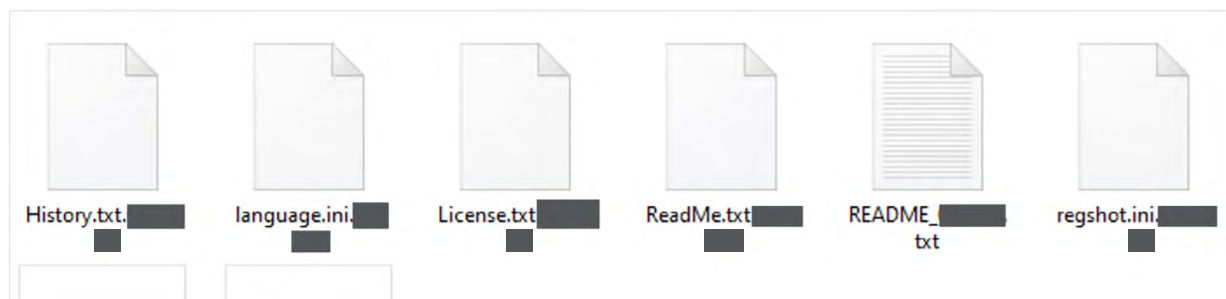 History.txt.
language.ini.
License.txt
ReadMe.txt
README_
txt
regshot.ini.